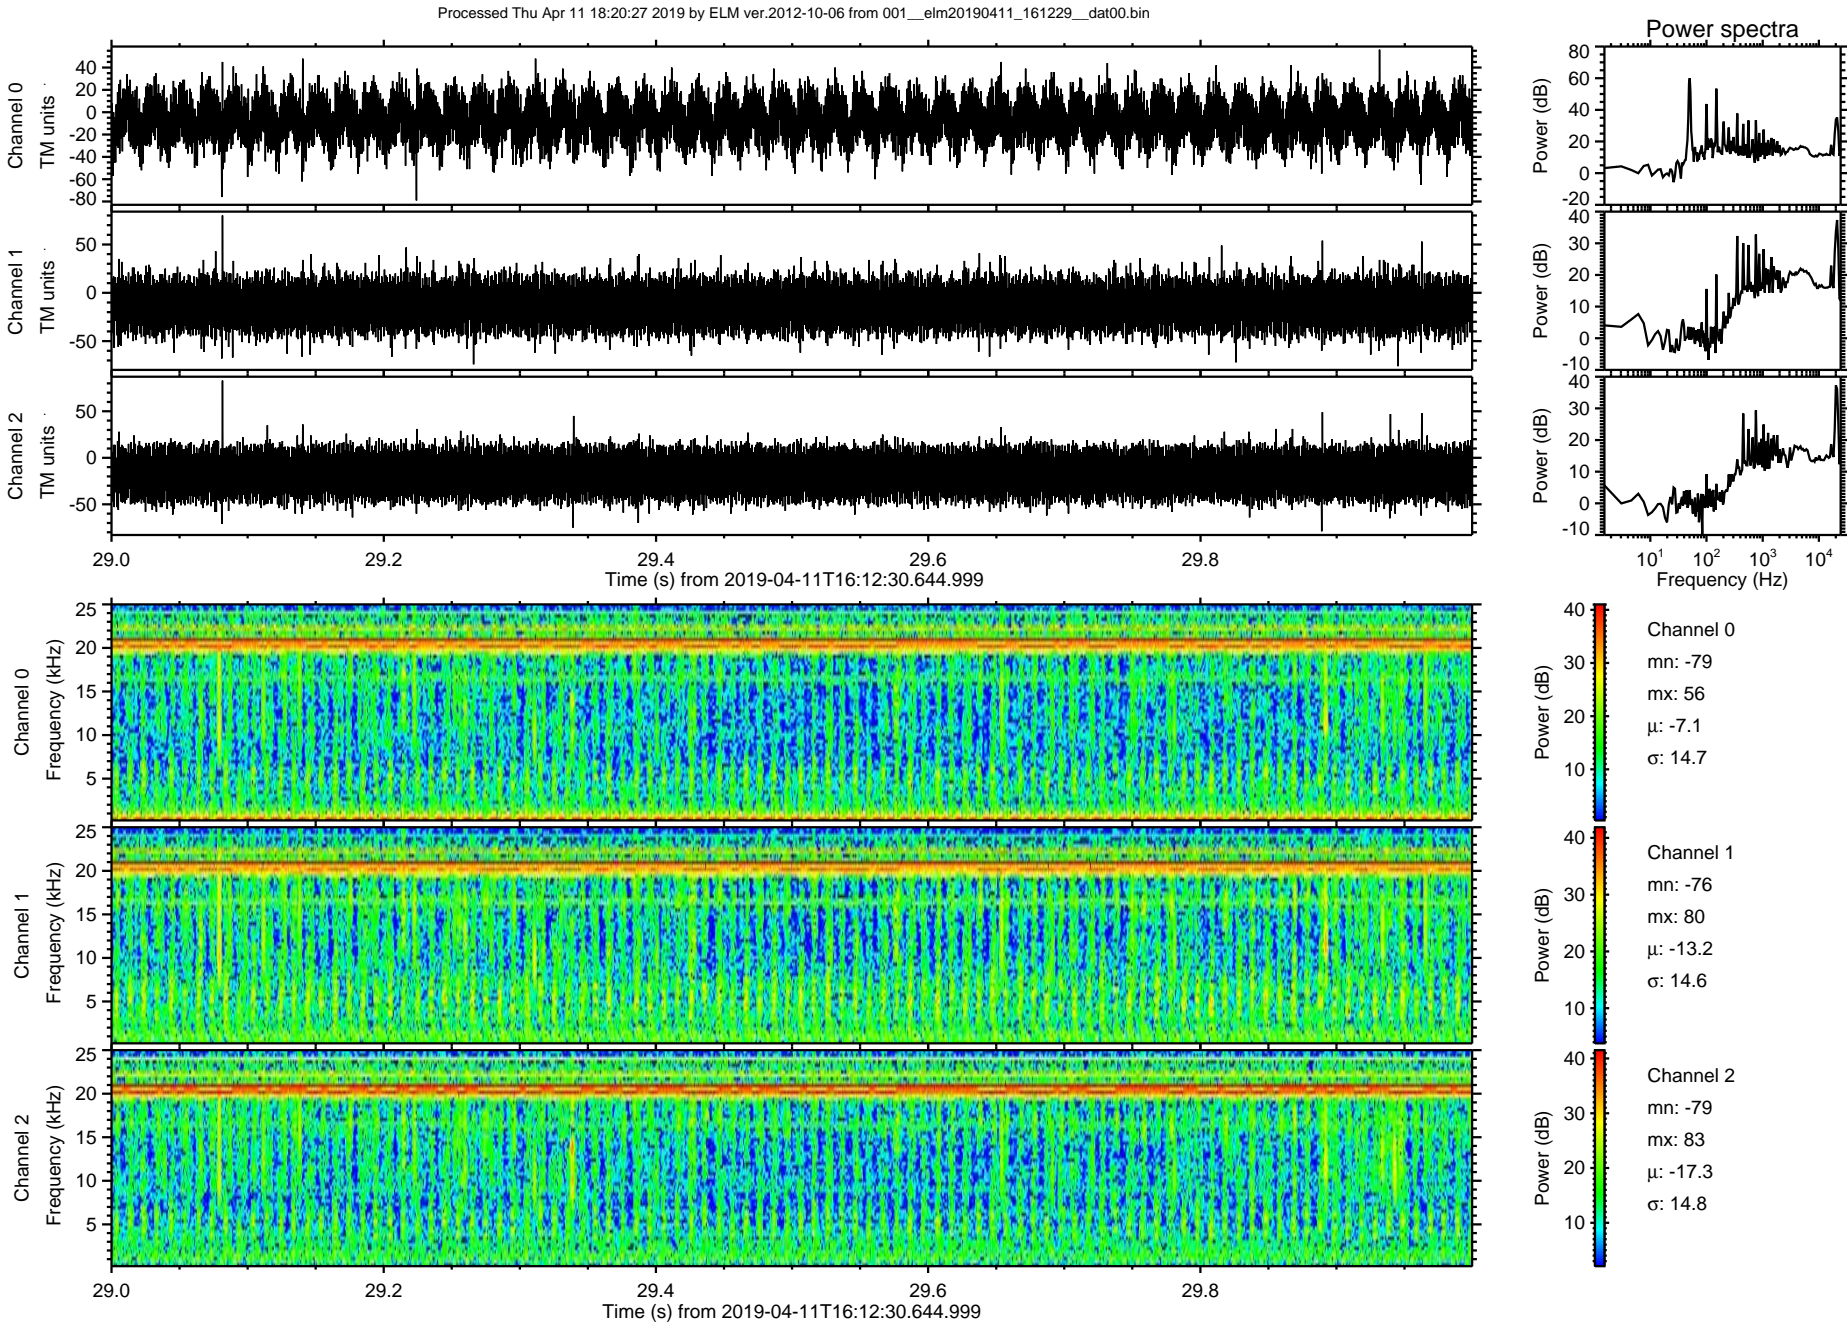 Processed Thu Apr 11 18:20:27 2019 by ELM ver.2012-10-06 from 001__elm20190411_161229__dat00.bin
Power spectra
Channel 0
TM units
40
20
0
-20
-40
-60
-80
Power (dB)
80
60
40
20
0
-20
Channel 1
TM units
50
0
-50
Power (dB)
40
30
20
10
0
-10
Channel 2
TM units
50
0
-50
Power (dB)
40
30
20
10
0
-10
29.0 29.2 29.4 29.6 29.8
Time (s) from 2019-04-11T16:12:30.644.999
10^1 10^2 10^3 10^4
Frequency (Hz)
Channel 0
Frequency (kHz)
25
20
15
10
5
Power (dB)
40
30
20
10
Channel 0
mn: -79
mx: 56
μ: -7.1
σ: 14.7
Channel 1
Frequency (kHz)
25
20
15
10
5
Power (dB)
40
30
20
10
Channel 1
mn: -76
mx: 80
μ: -13.2
σ: 14.6
Channel 2
Frequency (kHz)
25
20
15
10
5
Power (dB)
40
30
20
10
Channel 2
mn: -79
mx: 83
μ: -17.3
σ: 14.8
29.0 29.2 29.4 29.6 29.8
Time (s) from 2019-04-11T16:12:30.644.999